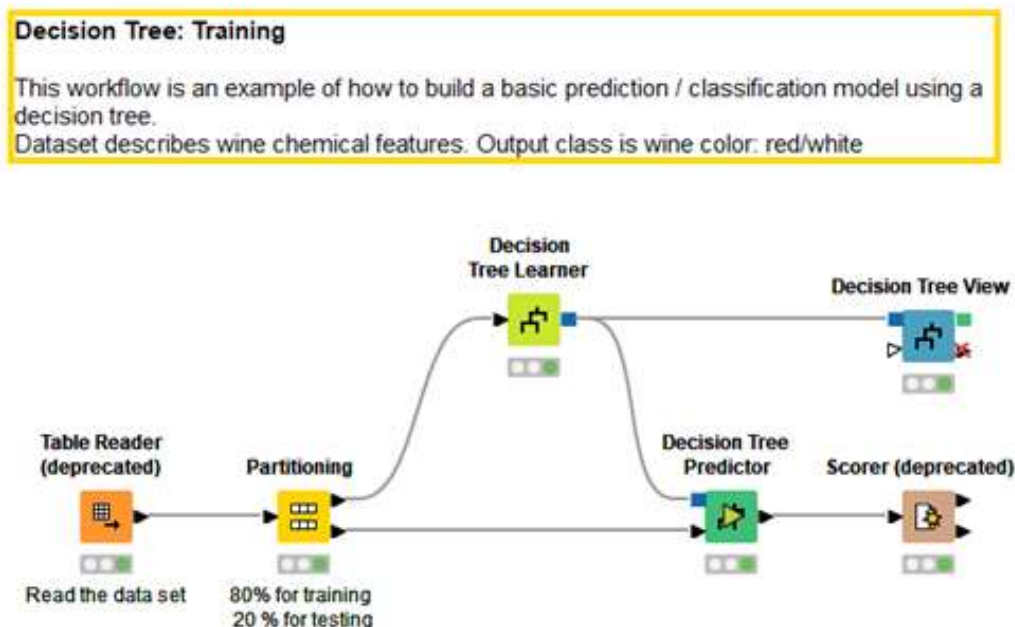 Decision Tree: Training
This workflow is an example of how to build a basic prediction / classification model using a
decision tree.
Dataset describes wine chemical features. Output class is wine color: red/white
Decision
Tree Learner
Decision Tree View
Table Reader
(deprecated)
Partitioning
Decision Tree
Predictor
Scorer (deprecated)
Read the data set
80% for training
20 % for testing